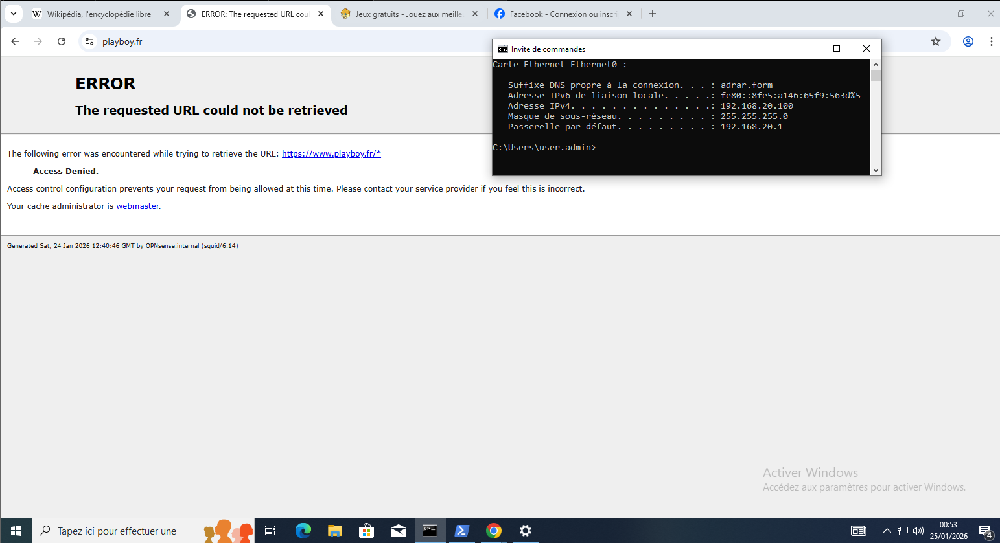 Wikipédia, l'encyclopédie libre
ERROR: The requested URL cou
Jeux gratuits - Jouez aux meille
Facebook - Connexion ou inscri
playboy.fr
ERROR
The requested URL could not be retrieved
The following error was encountered while trying to retrieve the URL: https://www.playboy.fr/*
Access Denied.
Access control configuration prevents your request from being allowed at this time. Please contact your service provider if you feel this is incorrect.
Your cache administrator is webmaster.
Generated Sat, 24 Jan 2026 12:40:46 GMT by OPNsense.internal (squid/6.14)
Invite de commandes
Carte Ethernet Ethernet0 :
Suffixe DNS propre à la connexion. . . : adrar.form
Adresse IPv6 de liaison locale. . . . .: fe80::8fe5:a146:65f9:563d%5
Adresse IPv4. . . . . . . . . . . . . .: 192.168.20.100
Masque de sous-réseau. . . . . . . . . : 255.255.255.0
Passerelle par défaut. . . . . . . . . : 192.168.20.1
C:\Users\user.admin>
Activer Windows
Accédez aux paramètres pour activer Windows.
Tapez ici pour effectuer une
00:53
25/01/2026
4